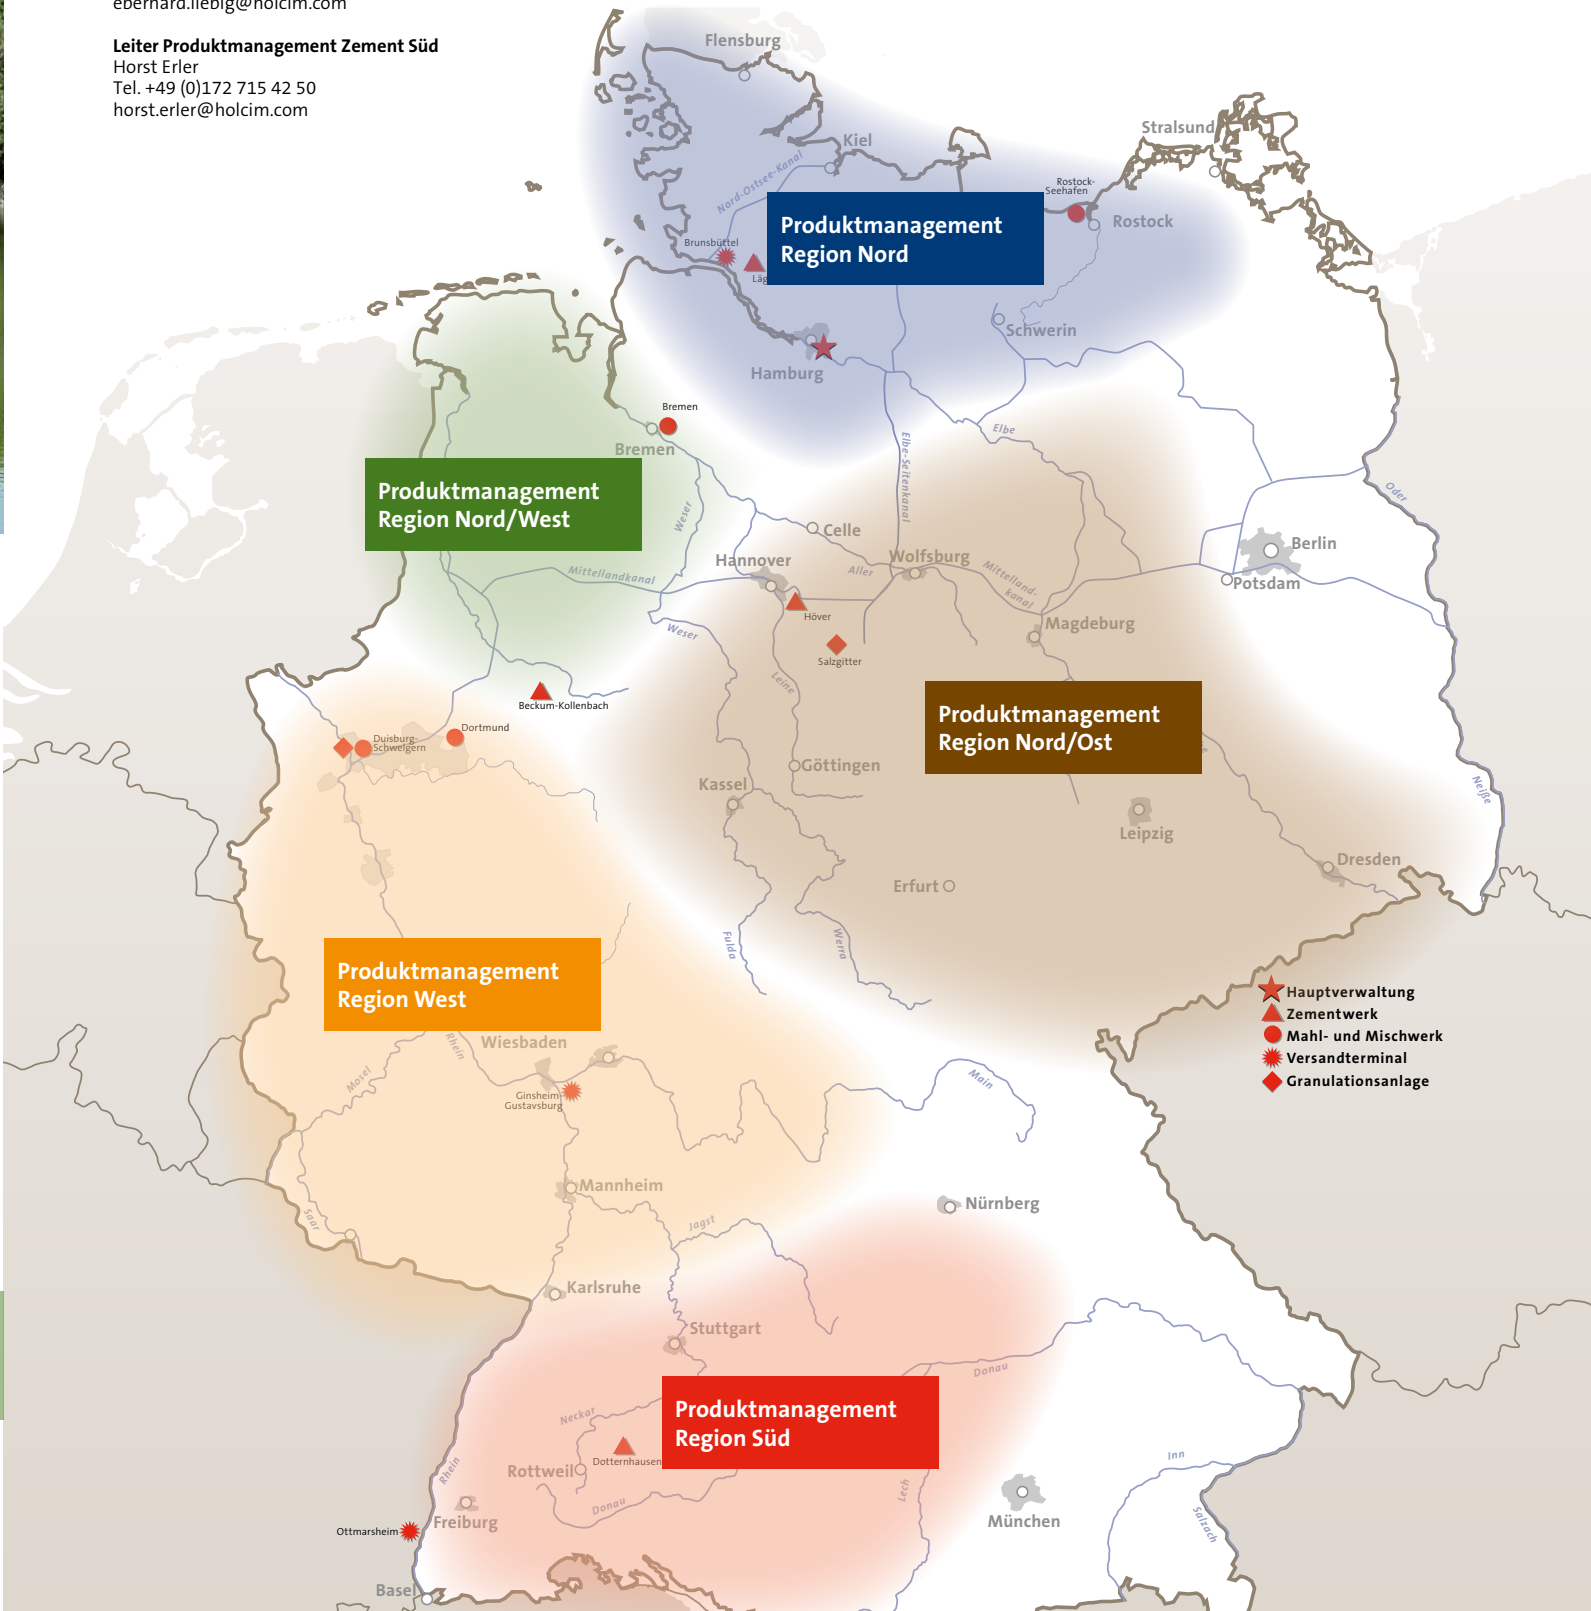 eberhard.liebig@holcim.com
Leiter Produktmanagement Zement Süd
Horst Erler
Tel. +49 (0)172 715 42 50
horst.erler@holcim.com
Flensburg
Stralsund
Kiel
Nord-Ostsee-Kanal
Rostock-
Seehafen
Rostock
Produktmanagement
Region Nord
Brunsbüttel
Läg
Schwerin
Hamburg
Bremen
Bremen
Elbe
Elbe-Seitenkanal
Produktmanagement
Region Nord/West
Oder
Weser
Celle
Berlin
Hannover
Wolfsburg
Aller
Mittellandkanal
Mittelland-
kanal
Potsdam
Höver
Magdeburg
Weser
Salzgitter
Leine
Beckum-Kollenbach
Produktmanagement
Region Nord/Ost
Dortmund
Duisburg-
Schwelgern
Göttingen
Kassel
Neiße
Leipzig
Dresden
Erfurt
Fulda
Werra
Produktmanagement
Region West
Hauptverwaltung
Zementwerk
Mahl- und Mischwerk
Versandterminal
Granulationsanlage
Wiesbaden
Rhein
Mosel
Main
Ginsheim-
Gustavsburg
Mannheim
Nürnberg
Saar
Jagst
Karlsruhe
Stuttgart
Donau
Produktmanagement
Region Süd
Neckar
Dotternhausen
Rottweil
Rhein
Inn
Lech
Donau
Freiburg
München
Salzach
Ottmarsheim
Basel